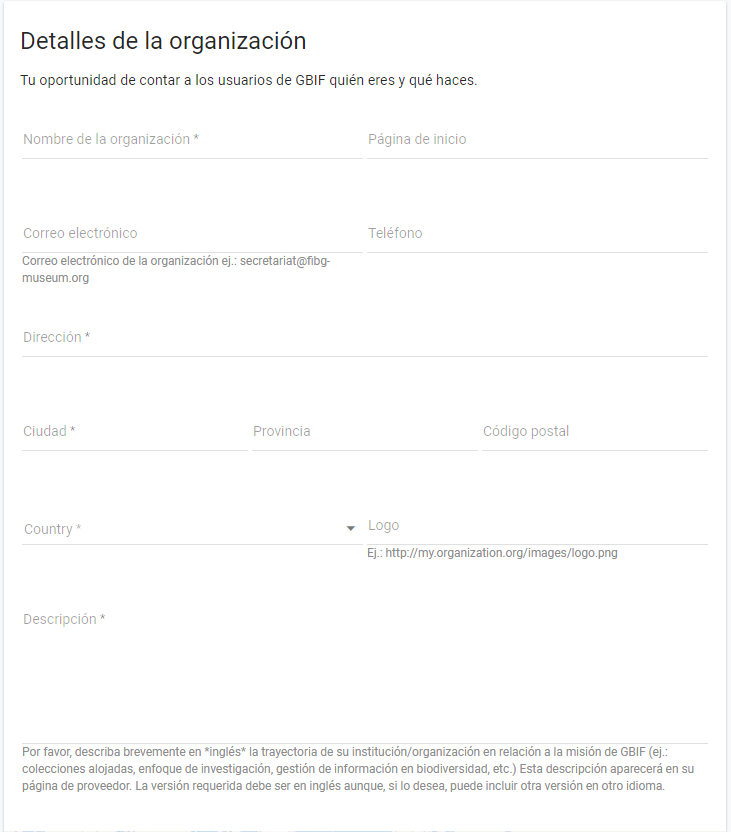 Detalles de la organización
Tu oportunidad de contar a los usuarios de GBIF quién eres y qué haces.
Nombre de la organización *
Página de inicio
Correo electrónico
Teléfono
Correo electrónico de la organización ej.: secretariat@fibg-
museum.org
Dirección *
Ciudad *
Provincia
Código postal
Country *
Logo
Ej.: http://my.organization.org/images/logo.png
Descripción *
Por favor, describa brevemente en *inglés* la trayectoria de su institución/organización en relación a la misión de GBIF (ej.:
colecciones alojadas, enfoque de investigación, gestión de información en biodiversidad, etc.) Esta descripción aparecerá en su
página de proveedor. La versión requerida debe ser en inglés aunque, si lo desea, puede incluir otra versión en otro idioma.